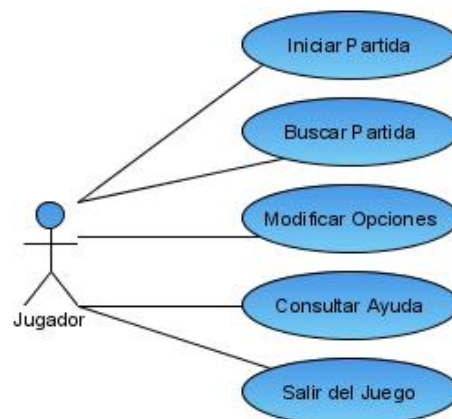 Iniciar Partida
Buscar Partida
Modificar Opciones
Consultar Ayuda
Jugador
Salir del Juego